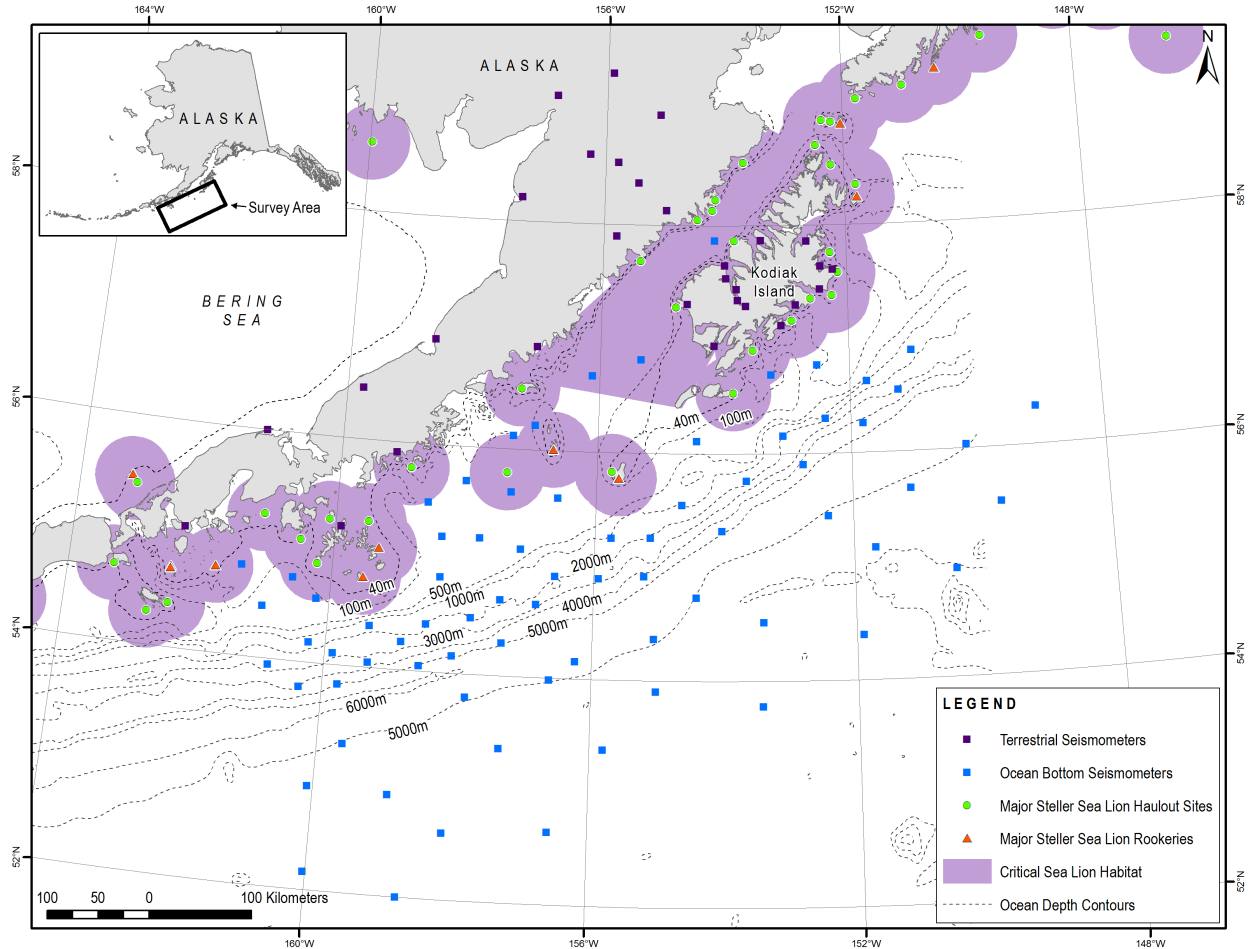 164°W
160°W
156°W
152°W
148°W
N
ALASKA
ALASKA
Survey Area
58°N
58°N
BERING
SEA
Kodiak
Island
56°N
56°N
40m
100m
2000m
500m
1000m
40m
100m
4000m
5000m
3000m
54°N
54°N
6000m
5000m
LEGEND
Terrestrial Seismometers
Ocean Bottom Seismometers
Major Steller Sea Lion Haulout Sites
Major Steller Sea Lion Rookeries
Critical Sea Lion Habitat
Ocean Depth Contours
52°N
52°N
100 50 0 100 Kilometers
160°W
156°W
152°W
148°W